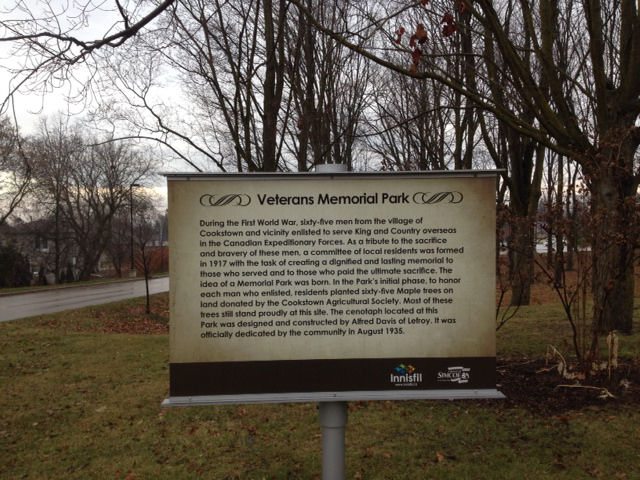 Veterans Memorial Park
During the First World War, sixty-five men from the village of
Cookstown and vicinity enlisted to serve King and Country overseas
in the Canadian Expeditionary Forces. As a tribute to the sacrifice
and bravery of these men, a committee of local residents was formed
in 1917 with the task of creating a dignified and lasting memorial to
those who served and to those who paid the ultimate sacrifice. The
idea of a Memorial Park was born. In the Park's initial phase, to honor
each man who enlisted, residents planted sixty-five Maple trees on
land donated by the Cookstown Agricultural Society. Most of these
trees still stand proudly at this site. The cenotaph located at this
Park was designed and constructed by Alfred Davis of Lefroy. It was
officially dedicated by the community in August 1935.
Innisfil
SIMCOE